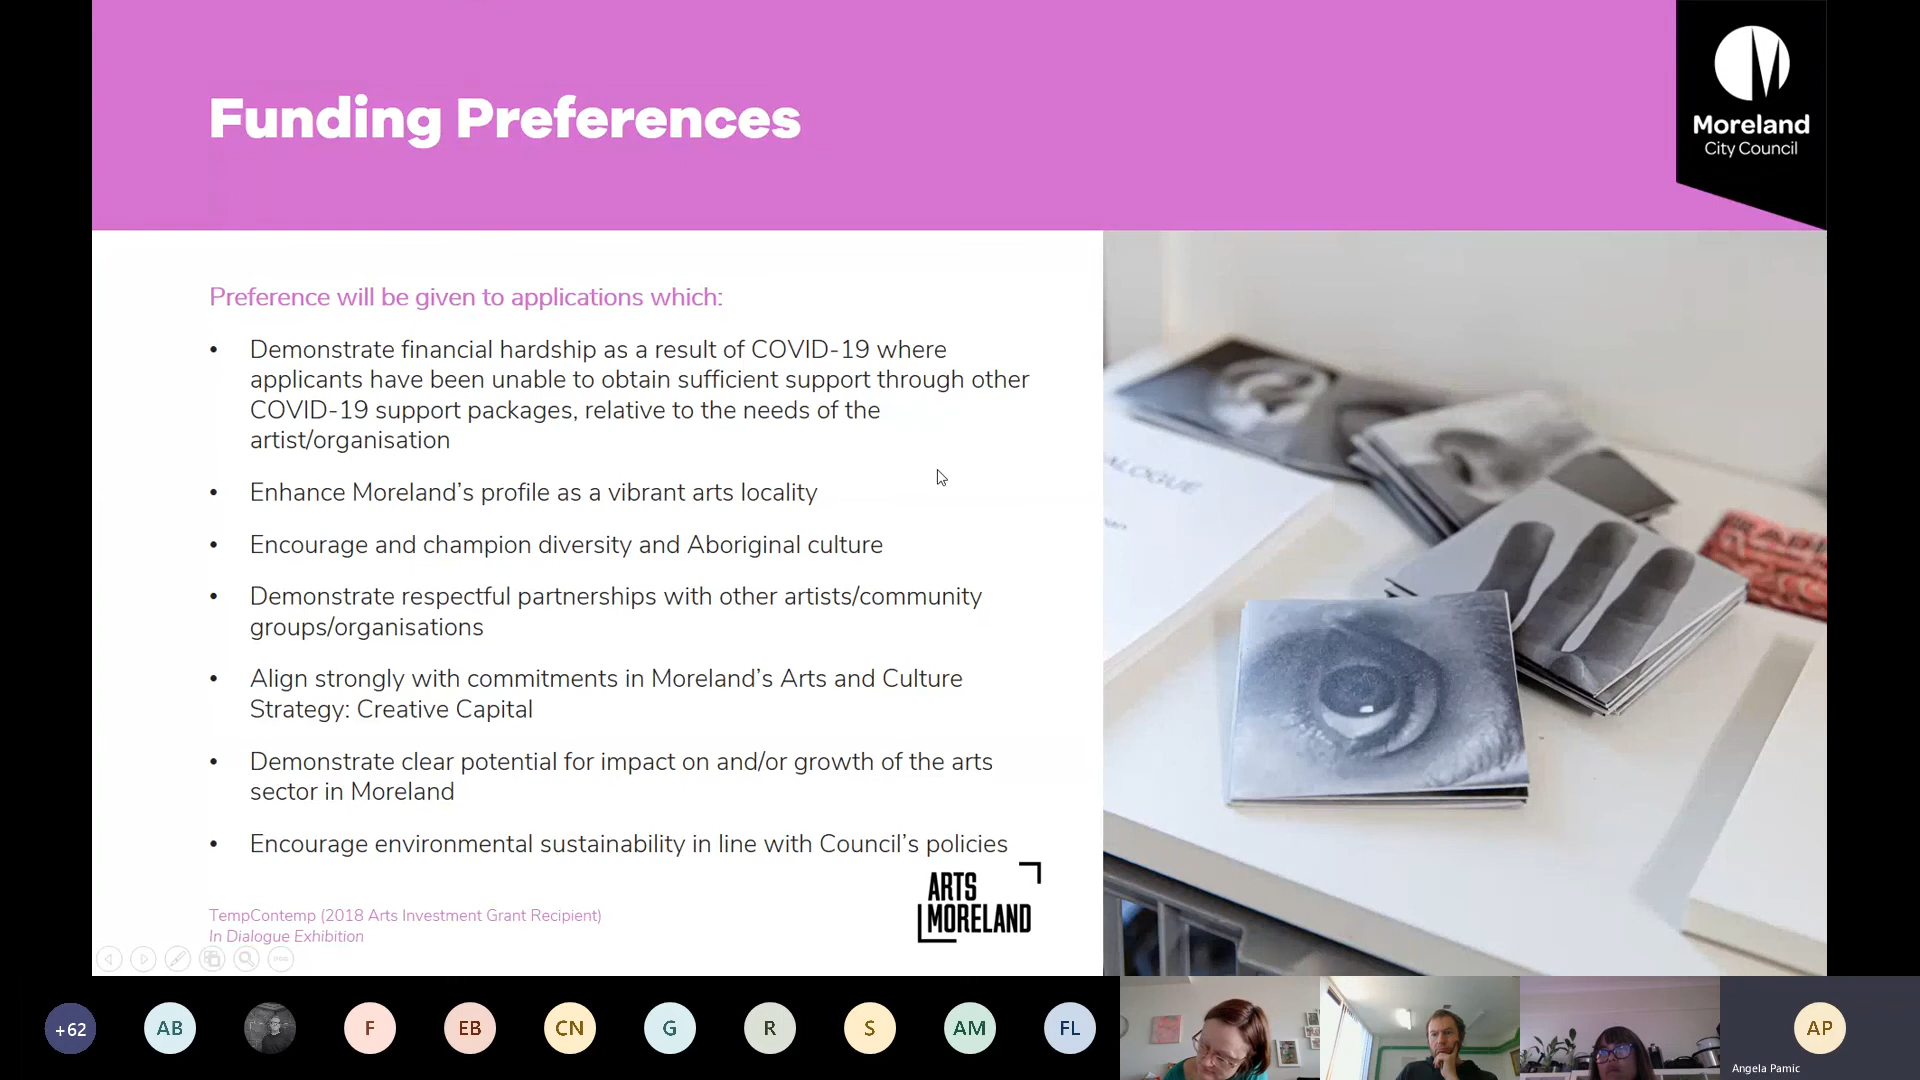 Funding Preferences
Moreland
City Council
Preference will be given to applications which:
• Demonstrate financial hardship as a result of COVID-19 where
applicants have been unable to obtain sufficient support through other
COVID-19 support packages, relative to the needs of the
artist/organisation
• Enhance Moreland’s profile as a vibrant arts locality
• Encourage and champion diversity and Aboriginal culture
• Demonstrate respectful partnerships with other artists/community
groups/organisations
• Align strongly with commitments in Moreland’s Arts and Culture
Strategy: Creative Capital
• Demonstrate clear potential for impact on and/or growth of the arts
sector in Moreland
• Encourage environmental sustainability in line with Council’s policies
ALOGUE
ARTS
MORELAND
TempContemp (2018 Arts Investment Grant Recipient)
In Dialogue Exhibition
+62
AB
F
EB
CN
G
R
S
AM
FL
AP
Angela Pamic